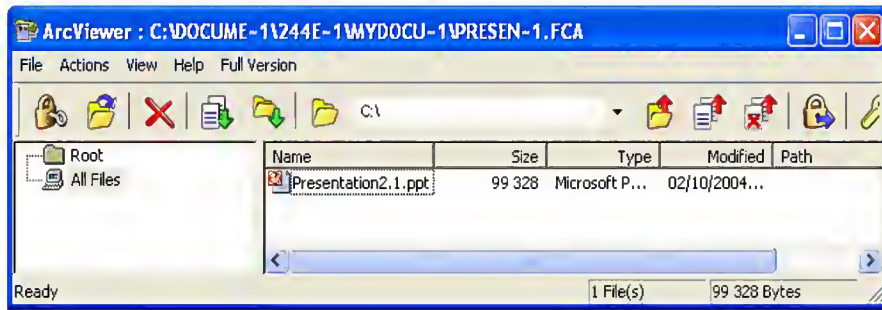 ArcViewer : C:\DOCUME~1\244E~1\MYDOCU~1\PRESEN~1.FCA
File Actions View Help Full Version
C:\
Root
All Files
Name Size Type Modified Path
Presentation2.1.ppt 99 328 Microsoft P... 02/10/2004...
Ready 1 File(s) 99 328 Bytes